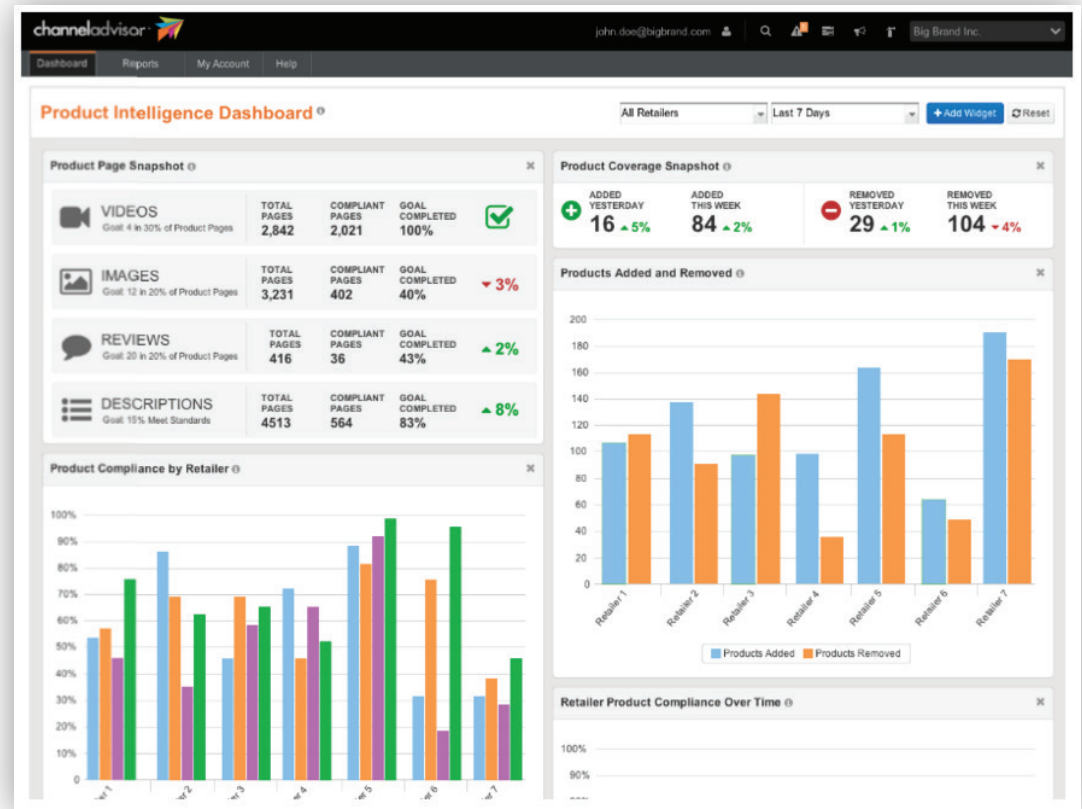 channeladvisor
john.doe@bigbrand.com
Big Brand Inc.
Dashboard Reports My Account Help
Product Intelligence Dashboard
All Retailers
Last 7 Days
+ Add Widget
Reset
Product Page Snapshot
VIDEOS
Goal: 4 in 30% of Product Pages
TOTAL PAGES
2,842
COMPLIANT PAGES
2,021
GOAL COMPLETED
100%
IMAGES
Goal: 12 in 20% of Product Pages
TOTAL PAGES
3,231
COMPLIANT PAGES
402
GOAL COMPLETED
40%
3%
REVIEWS
Goal: 20 in 20% of Product Pages
TOTAL PAGES
416
COMPLIANT PAGES
36
GOAL COMPLETED
43%
2%
DESCRIPTIONS
Goal: 15% Meet Standards
TOTAL PAGES
4513
COMPLIANT PAGES
564
GOAL COMPLETED
83%
8%
Product Coverage Snapshot
ADDED YESTERDAY
16 5%
ADDED THIS WEEK
84 2%
REMOVED YESTERDAY
29 1%
REMOVED THIS WEEK
104 4%
Products Added and Removed
200
180
160
140
120
100
80
60
40
20
0
Retailer 1
Retailer 2
Retailer 3
Retailer 4
Retailer 5
Retailer 6
Retailer 7
Products Added Products Removed
Product Compliance by Retailer
100%
90%
80%
70%
60%
50%
40%
30%
20%
10%
0
Retailer Product Compliance Over Time
100%
90%